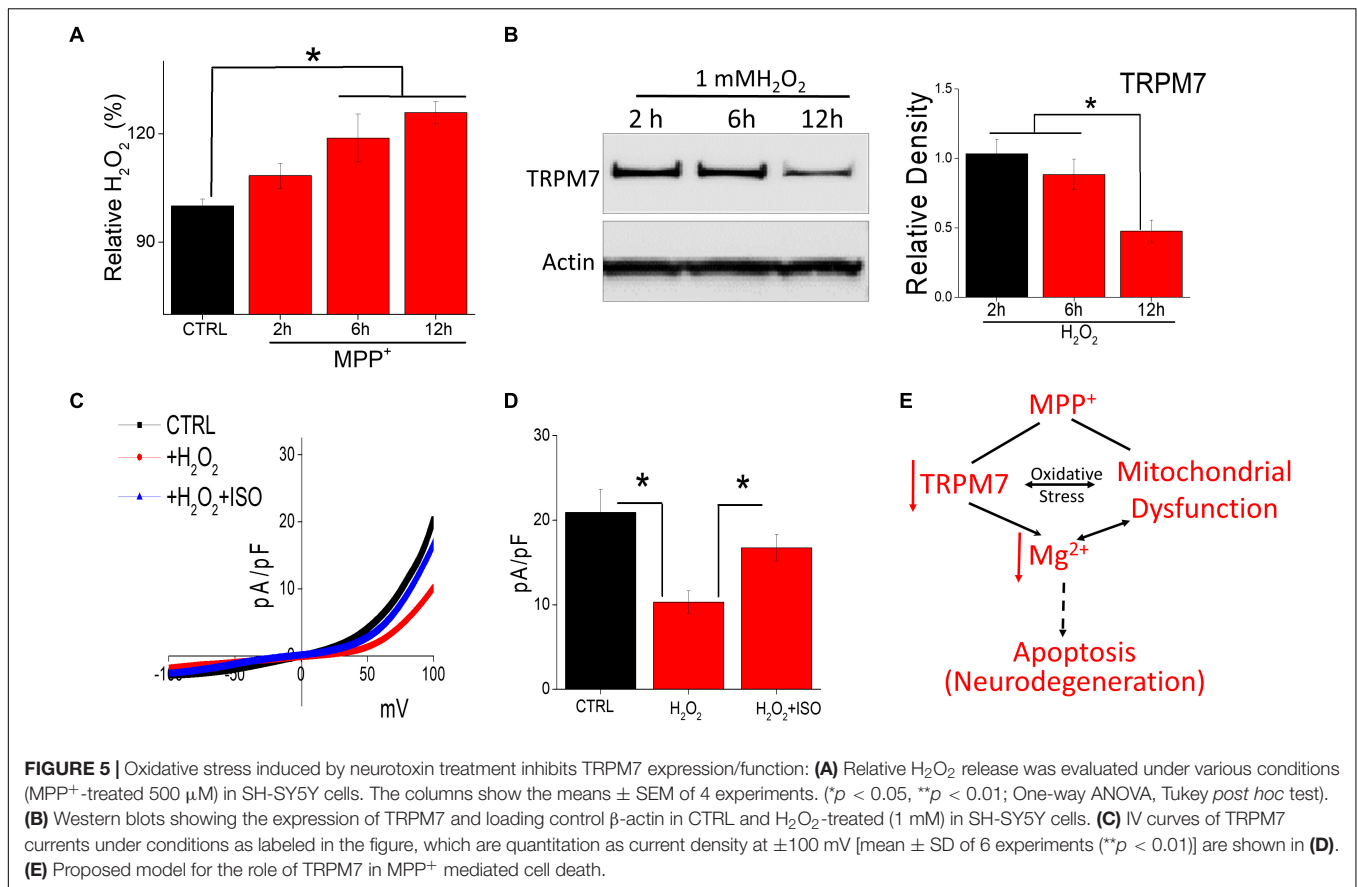 A
*
Relative H₂O₂ (%)
120
90
CTRL
2h
6h
12h
MPP⁺
B
1 mMH₂O₂
2 h
6h
12h
TRPM7
Actin
TRPM7
*
Relative Density
1.5
1.0
0.5
0.0
2h
6h
12h
H₂O₂
C
CTRL
+H₂O₂
+H₂O₂+ISO
pA/pF
30
20
10
0
-100
-50
0
50
100
mV
D
pA/pF
30
20
10
0
*
*
CTRL
H₂O₂
H₂O₂+ISO
E
MPP⁺
TRPM7
Oxidative
Stress
Mitochondrial
Dysfunction
Mg²⁺
Apoptosis
(Neurodegeneration)
FIGURE 5 | Oxidative stress induced by neurotoxin treatment inhibits TRPM7 expression/function: (A) Relative H₂O₂ release was evaluated under various conditions
(MPP⁺-treated 500 μM) in SH-SY5Y cells. The columns show the means ± SEM of 4 experiments. (*p < 0.05, **p < 0.01; One-way ANOVA, Tukey post hoc test).
(B) Western blots showing the expression of TRPM7 and loading control β-actin in CTRL and H₂O₂-treated (1 mM) in SH-SY5Y cells. (C) IV curves of TRPM7
currents under conditions as labeled in the figure, which are quantitation as current density at ±100 mV [mean ± SD of 6 experiments (**p < 0.01)] are shown in (D).
(E) Proposed model for the role of TRPM7 in MPP⁺ mediated cell death.